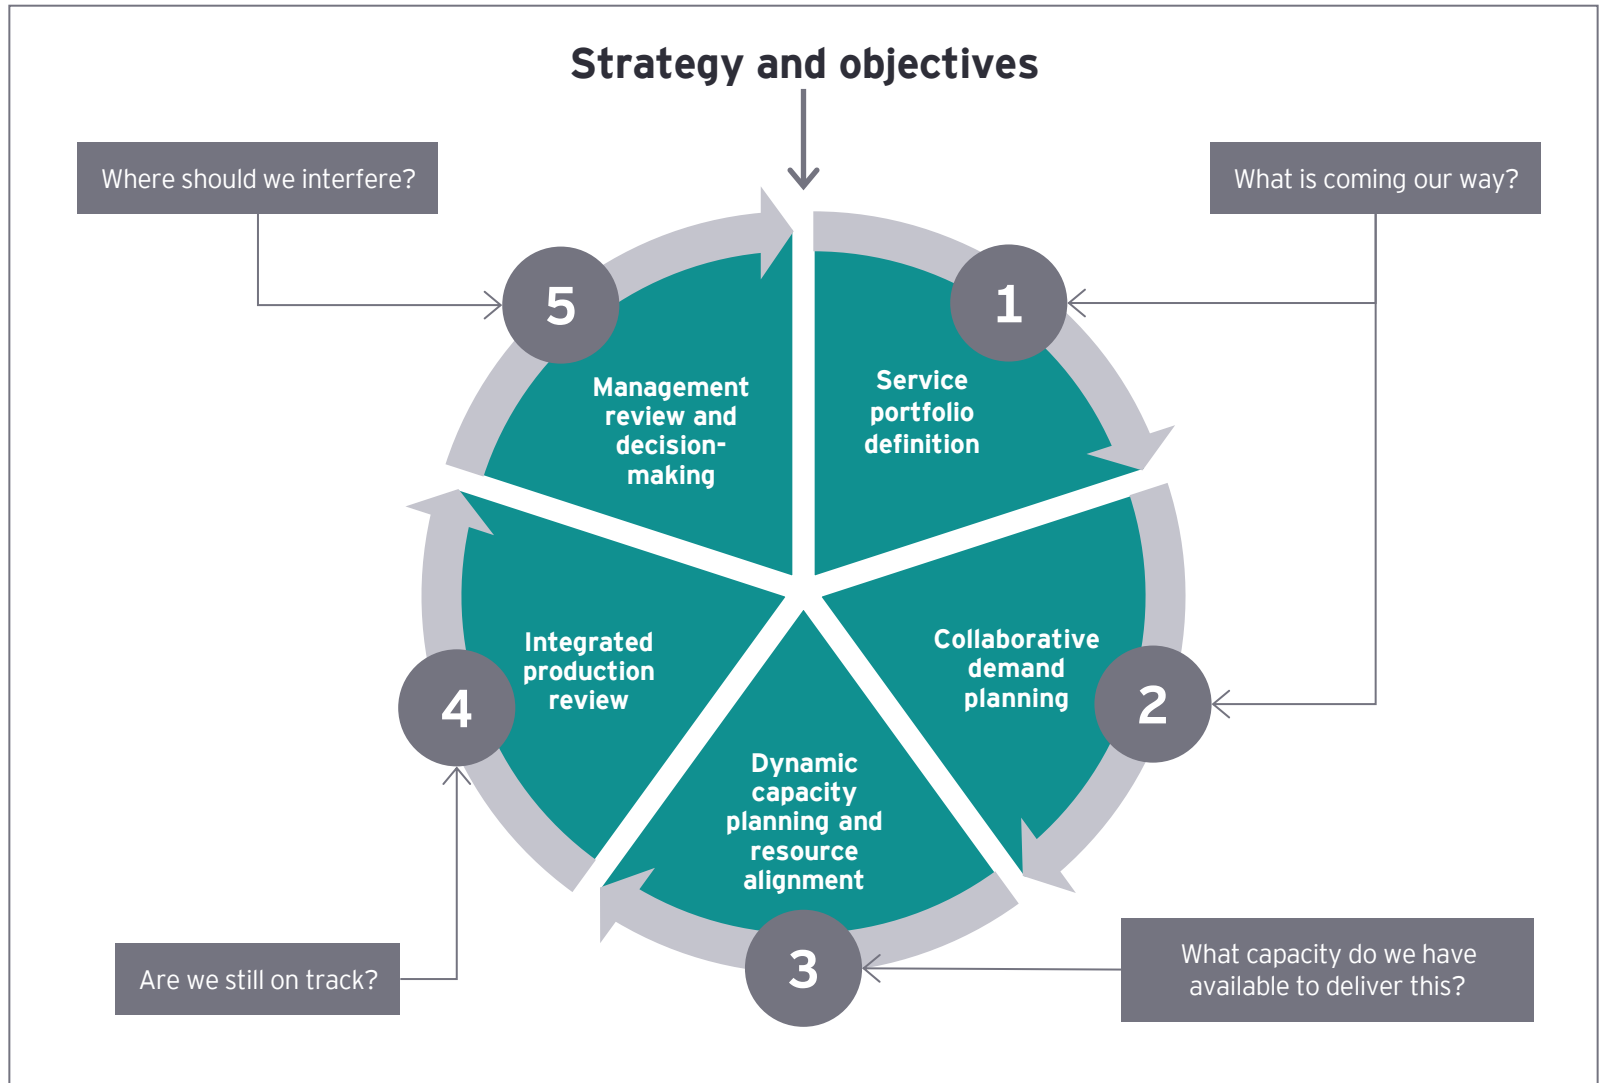 Strategy and objectives
Where should we interfere?
What is coming our way?
5
1
Management
review and
decision-
making
Service
portfolio
definition
Integrated
production
review
4
Collaborative
demand
planning
2
Dynamic
capacity
planning and
resource
alignment
3
Are we still on track?
What capacity do we have
available to deliver this?